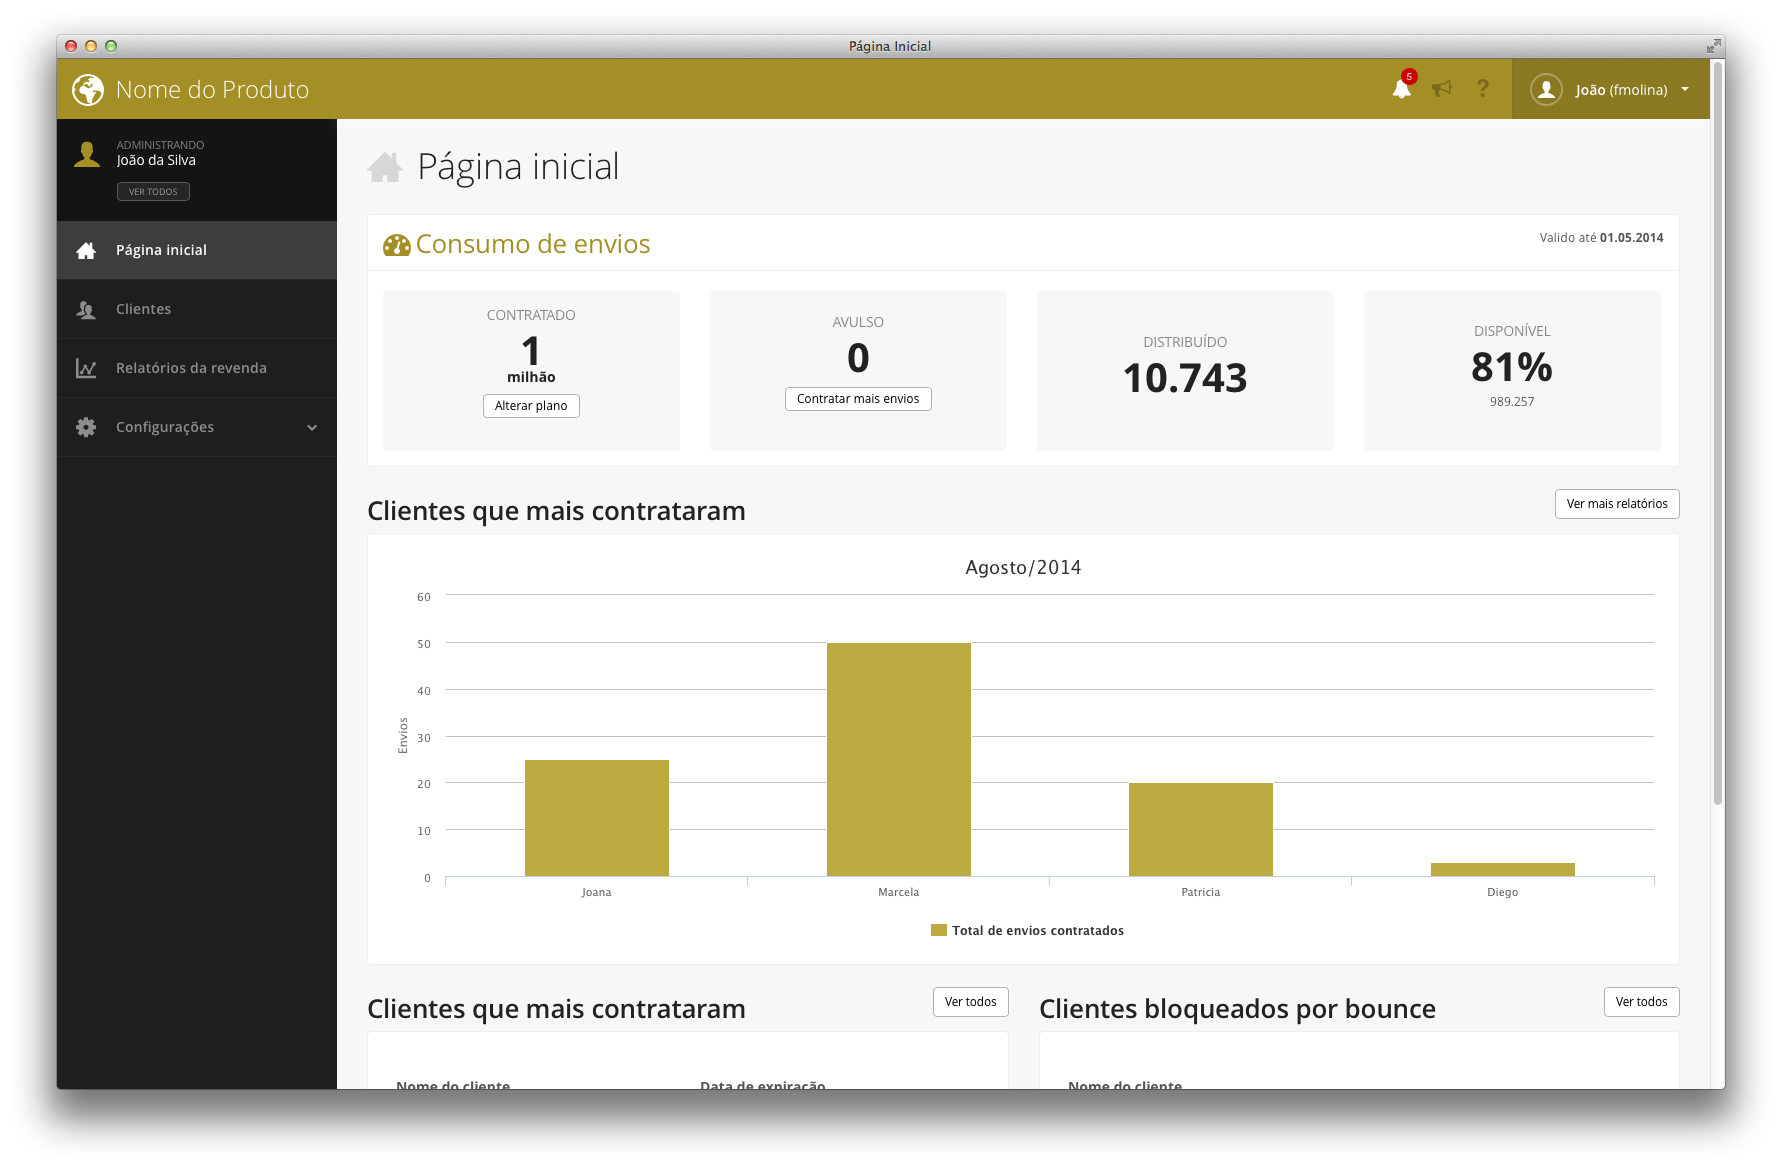 Página Inicial
Nome do Produto
5
?
João (fmolina)
ADMINISTRANDO
João da Silva
VER TODOS
Página inicial
Clientes
Relatórios da revenda
Configurações
Página inicial
Consumo de envios
Valido até 01.05.2014
CONTRATADO
1
milhão
Alterar plano
AVULSO
0
Contratar mais envios
DISTRIBUÍDO
10.743
DISPONÍVEL
81%
989.257
Clientes que mais contrataram
Ver mais relatórios
Agosto/2014
60
50
40
30
20
10
0
Envios
Joana
Marcela
Patricia
Diego
Total de envios contratados
Clientes que mais contrataram
Ver todos
Nome do cliente
Data de expiração
Clientes bloqueados por bounce
Ver todos
Nome do cliente